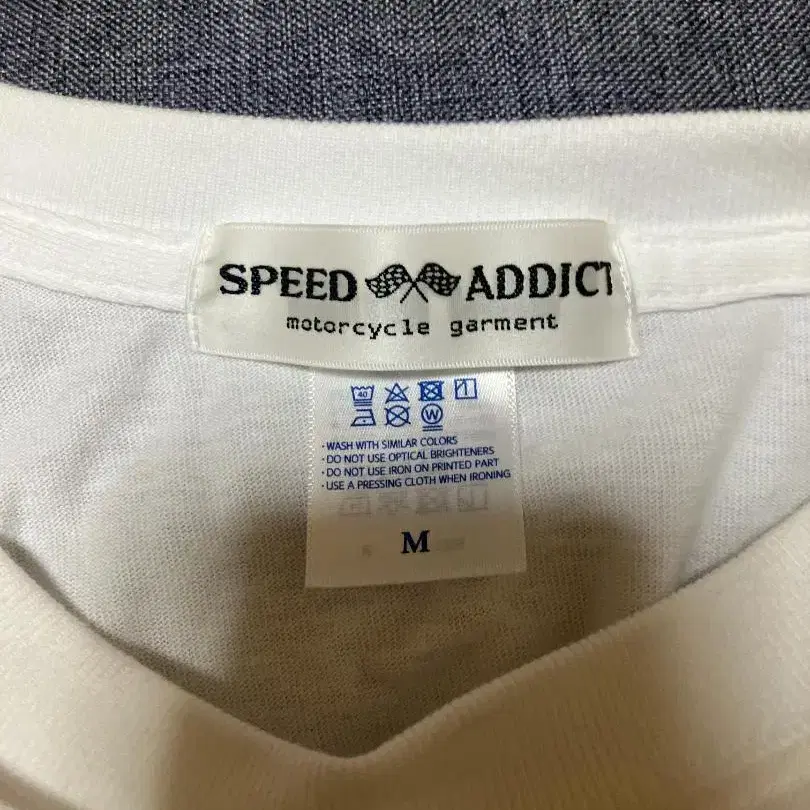 SPEED ADDICT
motorcycle garment
40
W
・WASH WITH SIMILAR COLORS
・DO NOT USE OPTICAL BRIGHTENERS
・DO NOT USE IRON ON PRINTED PART
・USE A PRESSING CLOTH WHEN IRONING
M